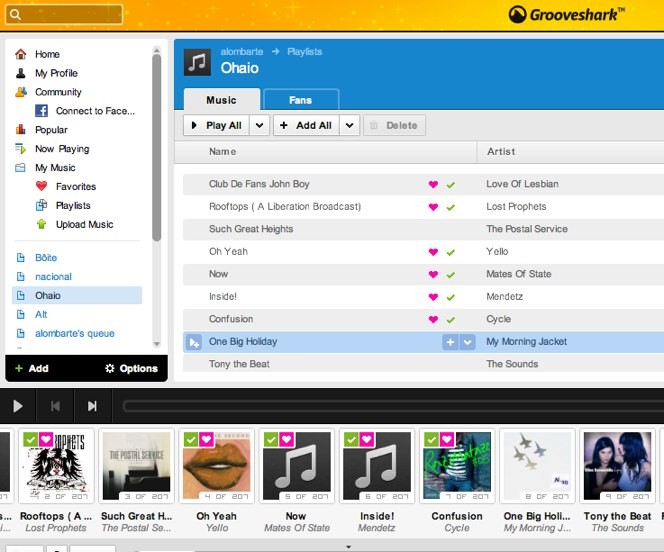 Grooveshark™
Home
My Profile
Community
Connect to Face...
Popular
Now Playing
My Music
Favorites
Playlists
Upload Music
Bôite
nacional
Ohaio
Alt
alombarte's queue
+ Add
Options
alombarte → Playlists
Ohaio
Music
Fans
Play All
+ Add All
Delete
Name Artist
Club De Fans John Boy Love Of Lesbian
Rooftops ( A Liberation Broadcast) Lost Prophets
Such Great Heights The Postal Service
Oh Yeah Yello
Now Mates Of State
Inside! Mendetz
Confusion Cycle
One Big Holiday My Morning Jacket
Tony the Beat The Sounds
2 OF 207
THE POSTAL SERVICE
3 OF 207
4 OF 207
5 OF 207
6 OF 207
7 OF 207
8 OF 207
9 OF 207
Rooftops ( A ...
Lost Prophets
Such Great H...
The Postal Se...
Oh Yeah
Yello
Now
Mates Of State
Inside!
Mendetz
Confusion
Cycle
One Big Holi...
My Morning J...
Tony the Beat
The Sounds